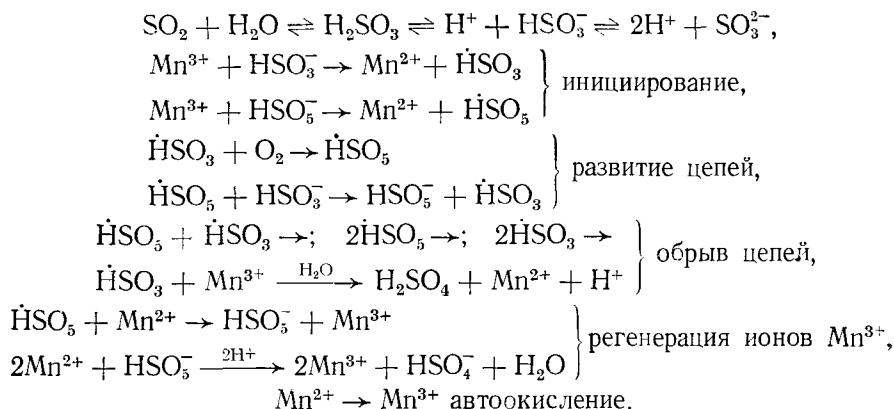 SO₂ + H₂O ⇌ H₂SO₃ ⇌ H⁺ + HSO₃⁻ ⇌ 2H⁺ + SO₃²⁻,
Mn³⁺ + HSO₃⁻ → Mn²⁺ + ḢSO₃
Mn³⁺ + HSO₅⁻ → Mn²⁺ + ḢSO₅
} инициирование,
ḢSO₃ + O₂ → ḢSO₅
ḢSO₅ + HSO₃⁻ → HSO₅⁻ + ḢSO₃
} развитие цепей,
ḢSO₅ + ḢSO₃ →; 2ḢSO₅ →; 2ḢSO₃ →
ḢSO₃ + Mn³⁺ —H₂O→ H₂SO₄ + Mn²⁺ + H⁺
} обрыв цепей,
ḢSO₅ + Mn²⁺ → HSO₅⁻ + Mn³⁺
2Mn²⁺ + HSO₅⁻ —2H⁺→ 2Mn³⁺ + HSO₄⁻ + H₂O
} регенерация ионов Mn³⁺,
Mn²⁺ → Mn³⁺ автоокисление.